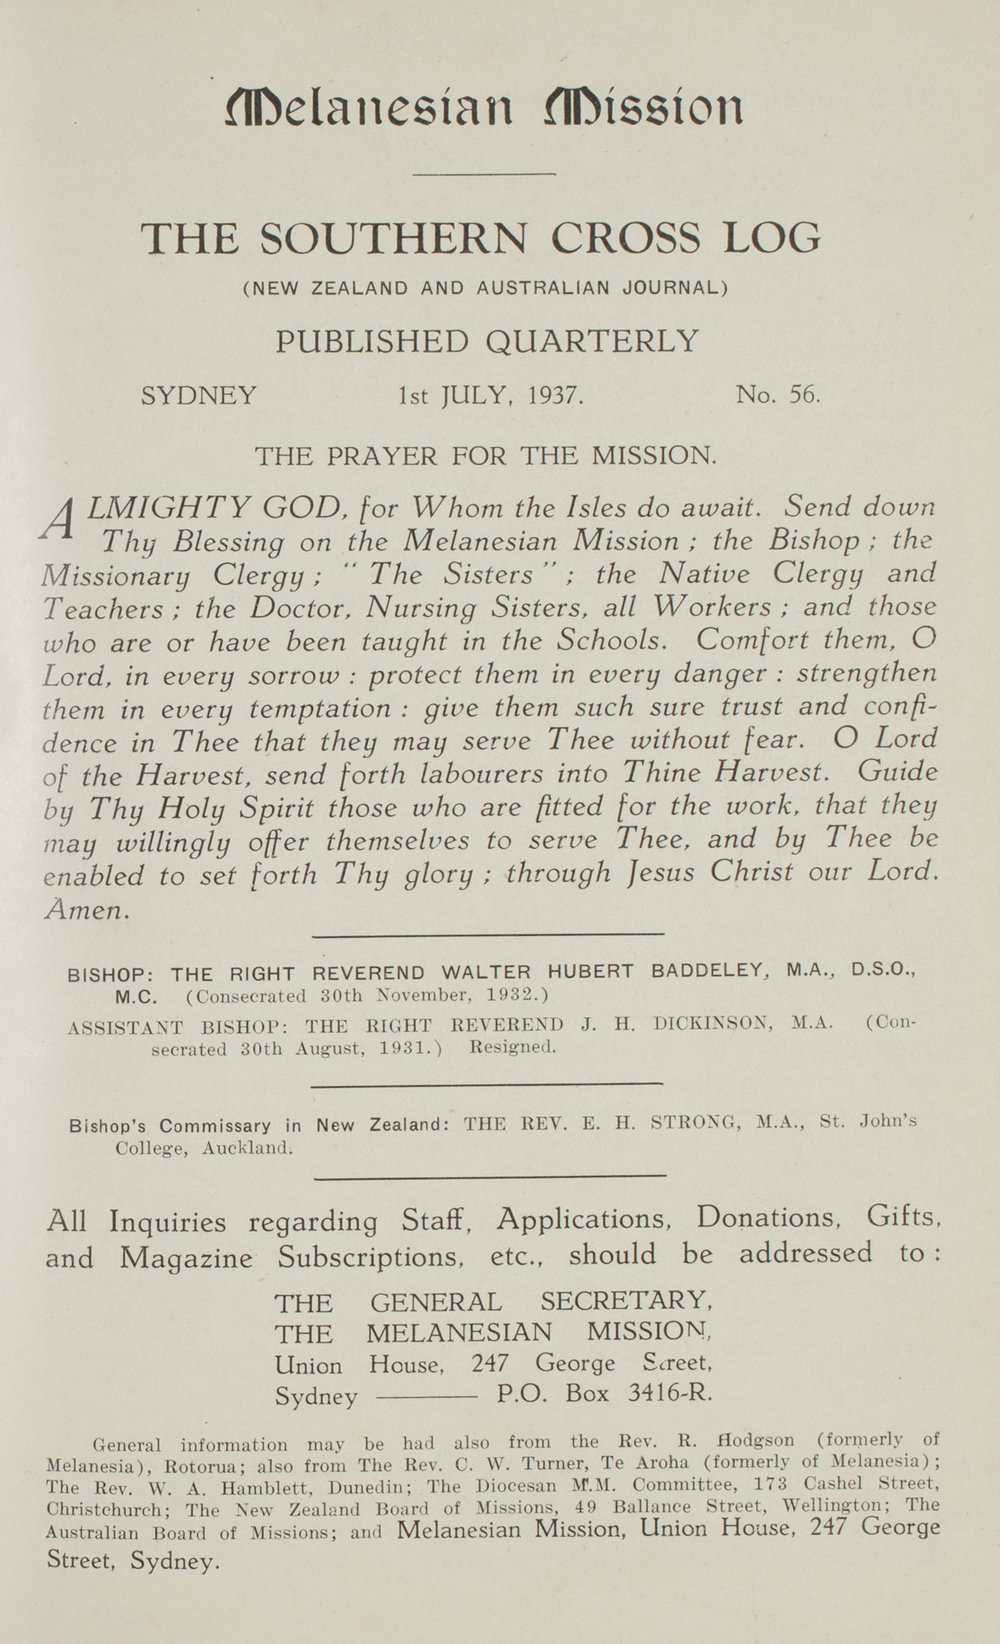 Melanesian Mission
THE SOUTHERN CROSS LOG
(NEW ZEALAND AND AUSTRALIAN JOURNAL)
PUBLISHED QUARTERLY
SYDNEY 1st JULY, 1937. No. 56.
THE PRAYER FOR THE MISSION.
ALMIGHTY GOD, for Whom the Isles do await. Send down
Thy Blessing on the Melanesian Mission ; the Bishop ; the
Missionary Clergy ; " The Sisters " ; the Native Clergy and
Teachers ; the Doctor, Nursing Sisters, all Workers ; and those
who are or have been taught in the Schools. Comfort them, O
Lord, in every sorrow : protect them in every danger : strengthen
them in every temptation : give them such sure trust and confi-
dence in Thee that they may serve Thee without fear. O Lord
of the Harvest, send forth labourers into Thine Harvest. Guide
by Thy Holy Spirit those who are fitted for the work, that they
may willingly offer themselves to serve Thee, and by Thee be
enabled to set forth Thy glory ; through Jesus Christ our Lord.
Amen.
BISHOP: THE RIGHT REVEREND WALTER HUBERT BADDELEY, M.A., D.S.O.,
M.C. (Consecrated 30th November, 1932.)
ASSISTANT BISHOP: THE RIGHT REVEREND J. H. DICKINSON, M.A. (Con-
secrated 30th August, 1931.) Resigned.
Bishop's Commissary in New Zealand: THE REV. E. H. STRONG, M.A., St. John's
College, Auckland.
All Inquiries regarding Staff, Applications, Donations, Gifts,
and Magazine Subscriptions, etc., should be addressed to :
THE GENERAL SECRETARY,
THE MELANESIAN MISSION,
Union House, 247 George Street,
Sydney ——— P.O. Box 3416-R.
General information may be had also from the Rev. R. Hodgson (formerly of
Melanesia), Rotorua; also from The Rev. C. W. Turner, Te Aroha (formerly of Melanesia);
The Rev. W. A. Hamblett, Dunedin; The Diocesan M.M. Committee, 173 Cashel Street,
Christchurch; The New Zealand Board of Missions, 49 Ballance Street, Wellington; The
Australian Board of Missions; and Melanesian Mission, Union House, 247 George
Street, Sydney.